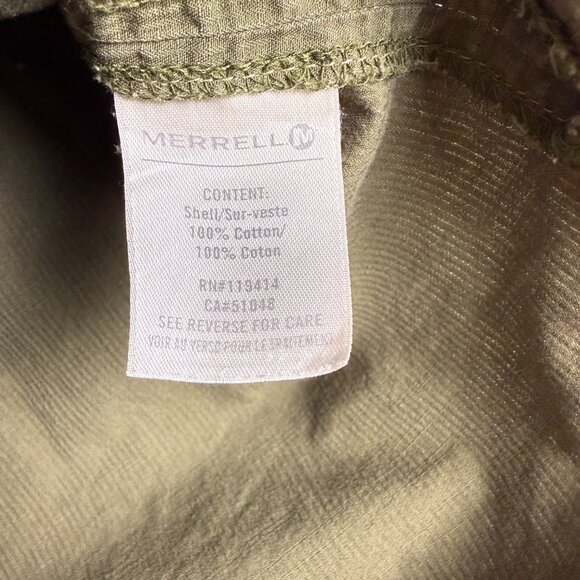 MERRELL M
CONTENT:
Shell/Sur-veste
100% Cotton/
100% Coton
RN#119414
CA#51048
SEE REVERSE FOR CARE
VOIR AU VERSO POUR LE TRAITEMENT